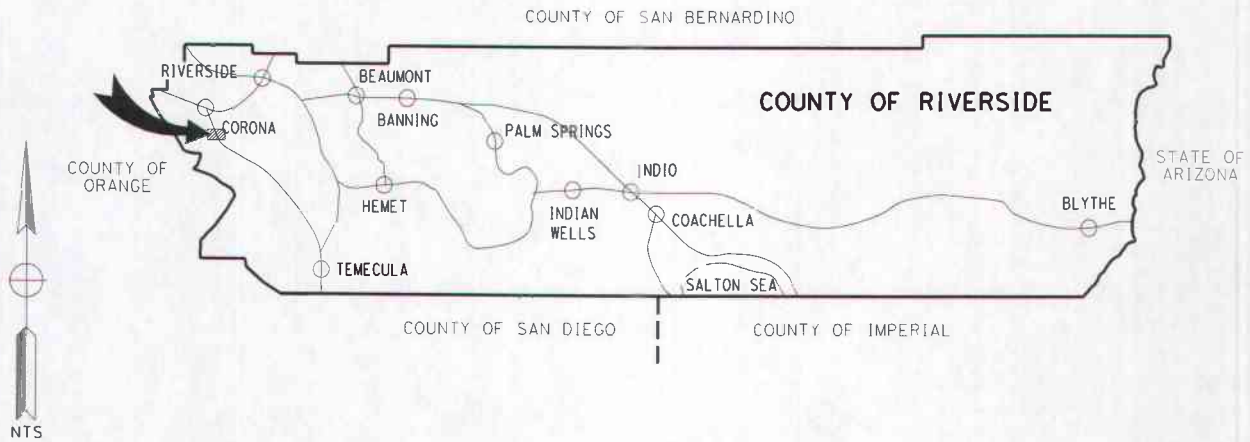 COUNTY OF SAN BERNARDINO
RIVERSIDE
BEAUMONT
COUNTY OF RIVERSIDE
BANNING
CORONA
PALM SPRINGS
COUNTY OF
ORANGE
INDIO
STATE OF
ARIZONA
HEMET
INDIAN
WELLS
COACHELLA
BLYTHE
TEMECULA
SALTON SEA
COUNTY OF SAN DIEGO
COUNTY OF IMPERIAL
NTS